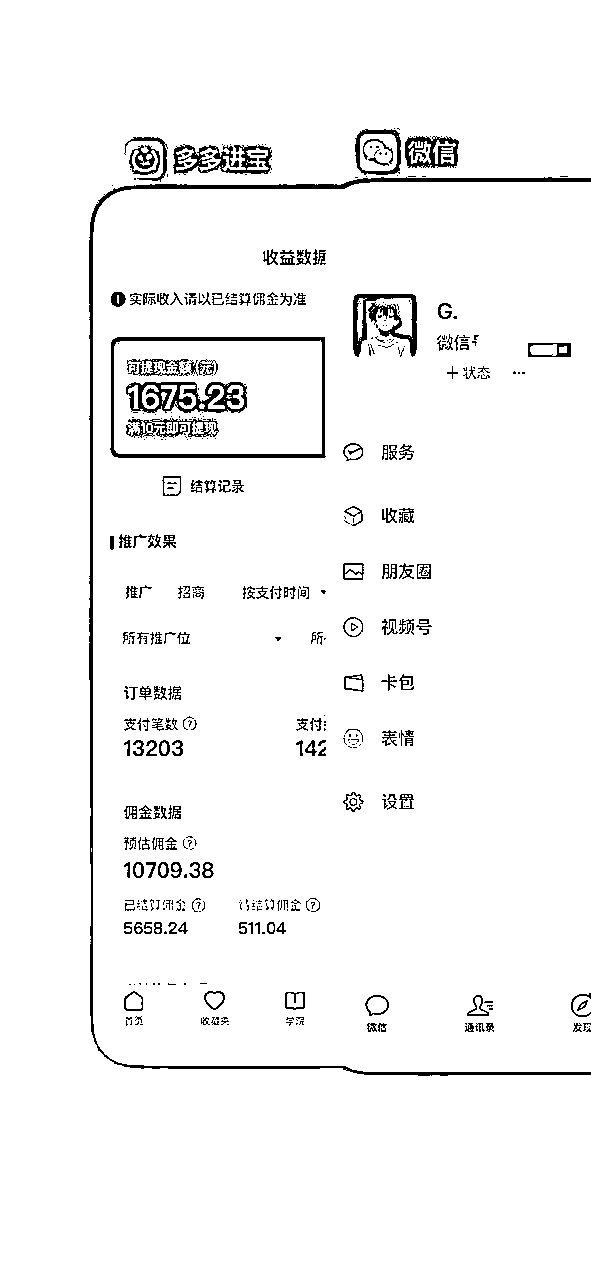 多多进宝
微信
收益数据
实际收入请以已结算佣金为准
G.
微信
+ 状态 ...
可提现金额(元)
1675.23
满10元即可提现
结算记录
服务
收藏
朋友圈
视频号
卡包
表情
设置
推广效果
推广 招商 按支付时间
所有推广位 所
订单数据
支付笔数 支付
13203 142
佣金数据
预估佣金
10709.38
已结算佣金 待结算佣金
5658.24 511.04
首页 收藏夹 学院
微信 通讯录 发现